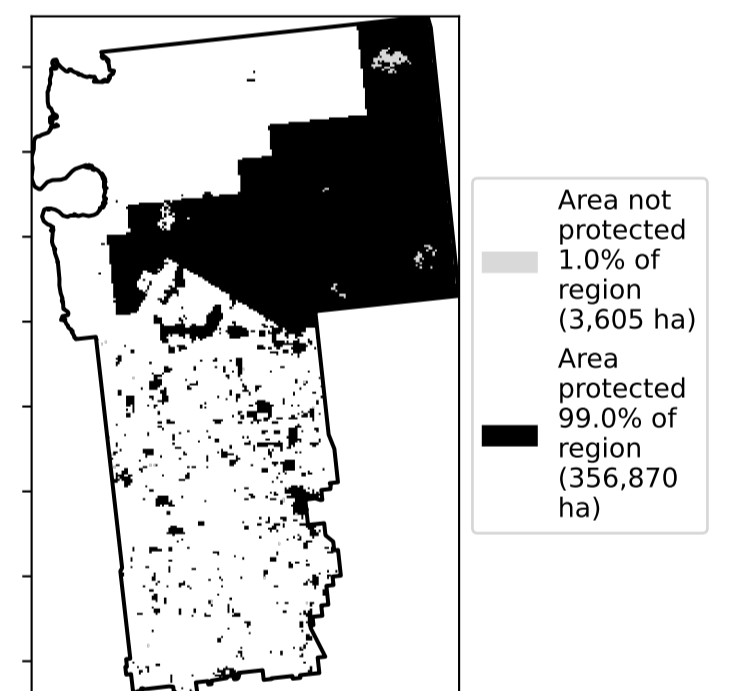 Area not
protected
1.0% of
region
(3,605 ha)
Area
protected
99.0% of
region
(356,870
ha)